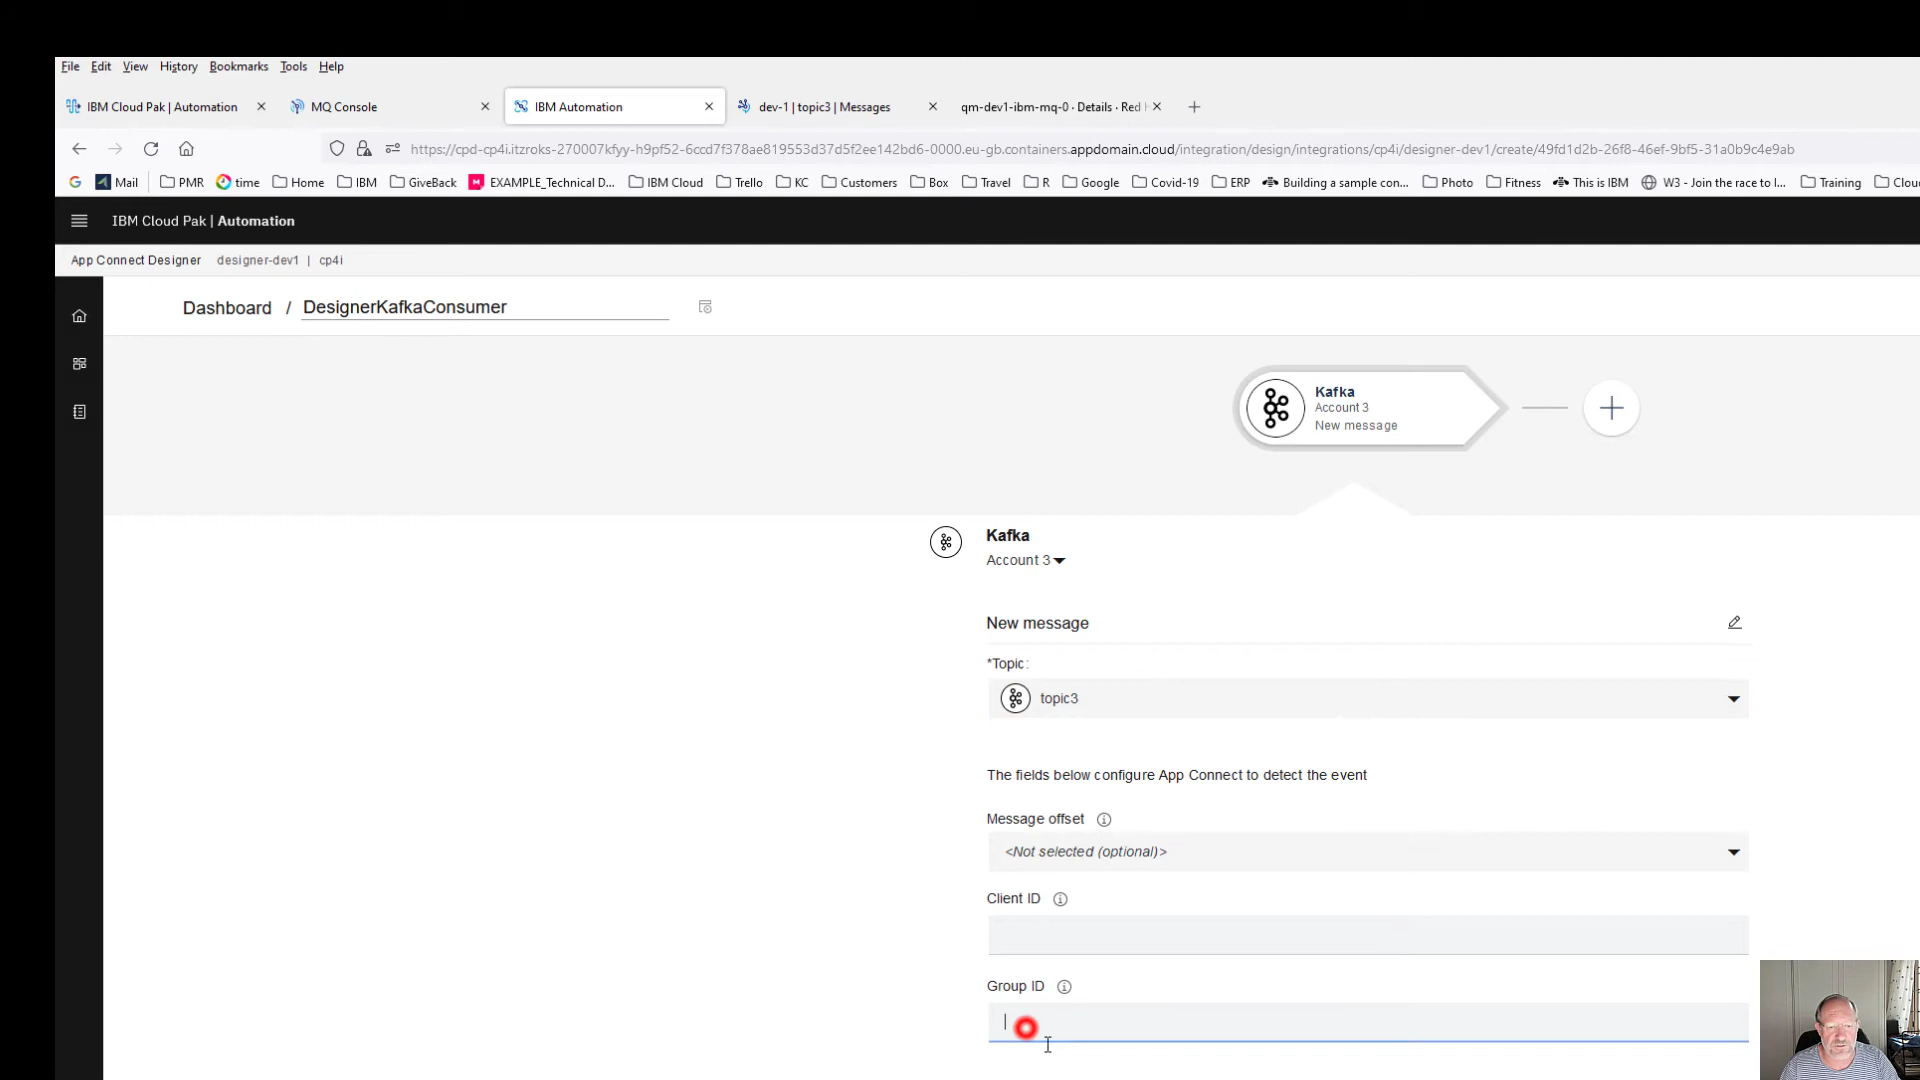 File Edit View History Bookmarks Tools Help
IBM Cloud Pak | Automation
MQ Console
IBM Automation
dev-1 | topic3 | Messages
qm-dev1-ibm-mq-0 · Details · Red
https://cpd-cp4i.itzroks-270007kfyy-h9pf52-6ccd7f378ae819553d37d5f2ee142bd6-0000.eu-gb.containers.appdomain.cloud/integration/design/integrations/cp4i/designer-dev1/create/49fd1d2b-26f8-46ef-9bf5-31a0b9c4e9ab
Mail PMR time Home IBM GiveBack EXAMPLE_Technical D... IBM Cloud Trello KC Customers Box Travel R Google Covid-19 ERP Building a sample con... Photo Fitness This is IBM W3 - Join the race to l... Training Clou
IBM Cloud Pak | Automation
App Connect Designer designer-dev1 | cp4i
Dashboard / DesignerKafkaConsumer
Kafka
Account 3
New message
Kafka
Account 3
New message
*Topic:
topic3
The fields below configure App Connect to detect the event
Message offset
<Not selected (optional)>
Client ID
Group ID